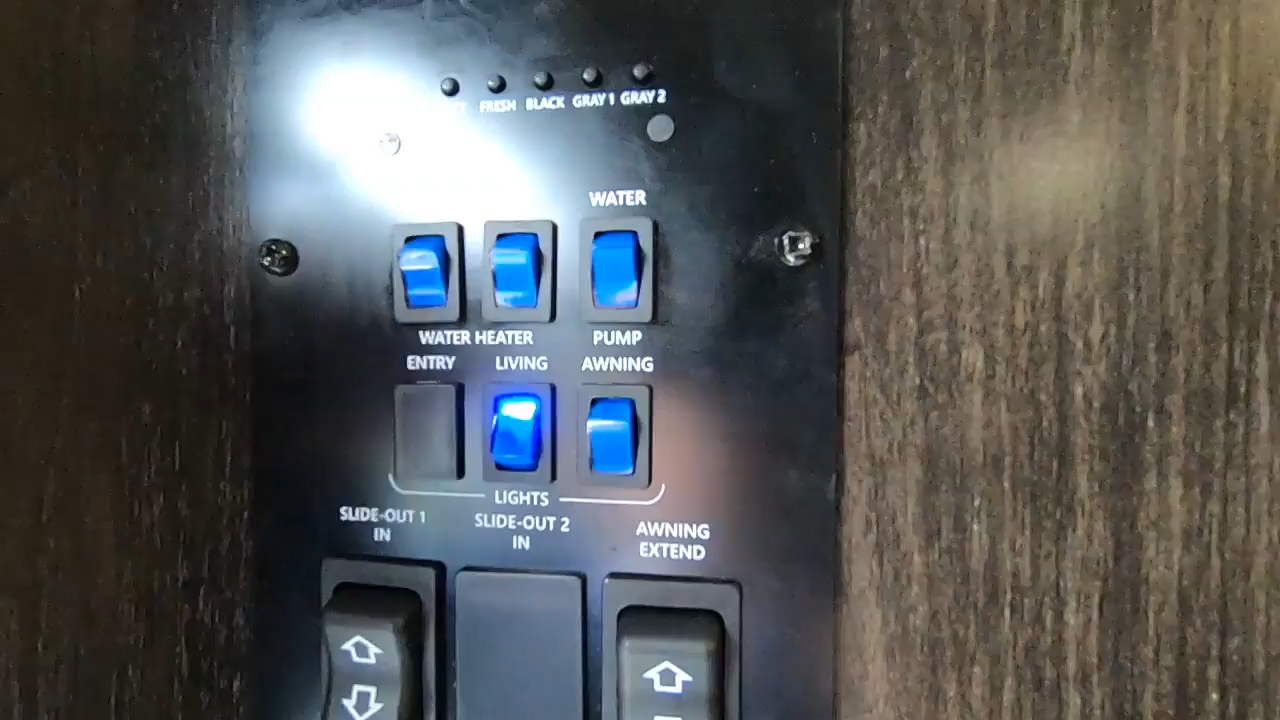 FRESH BLACK GRAY 1 GRAY 2
WATER
WATER HEATER PUMP
ENTRY LIVING AWNING
LIGHTS
SLIDE-OUT 1 SLIDE-OUT 2 AWNING
IN IN EXTEND